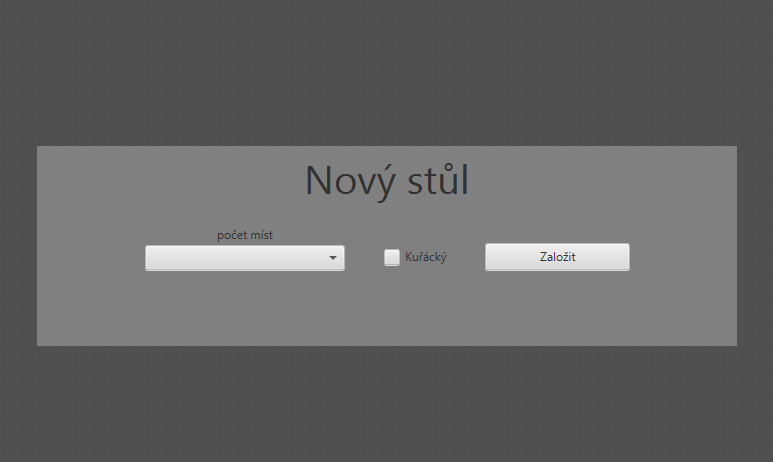 Nový stůl
počet míst
Kuřácký
Založit